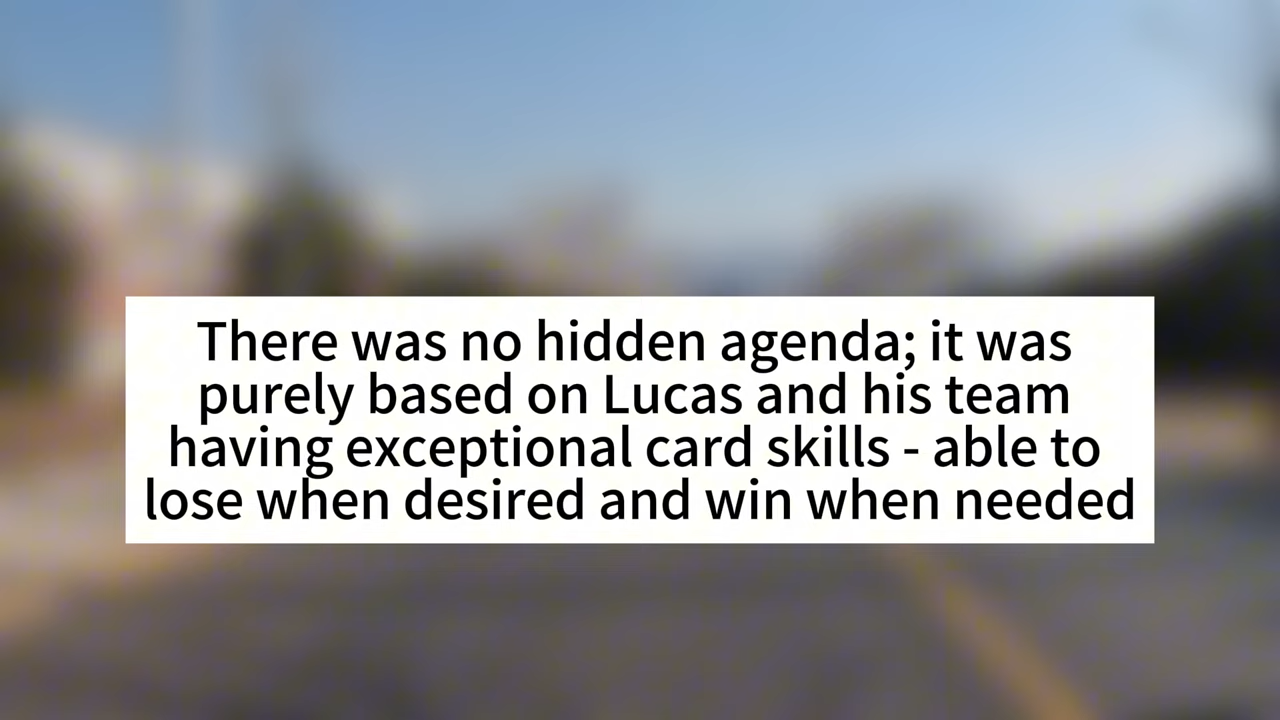 There was no hidden agenda; it was
purely based on Lucas and his team
having exceptional card skills - able to
lose when desired and win when needed